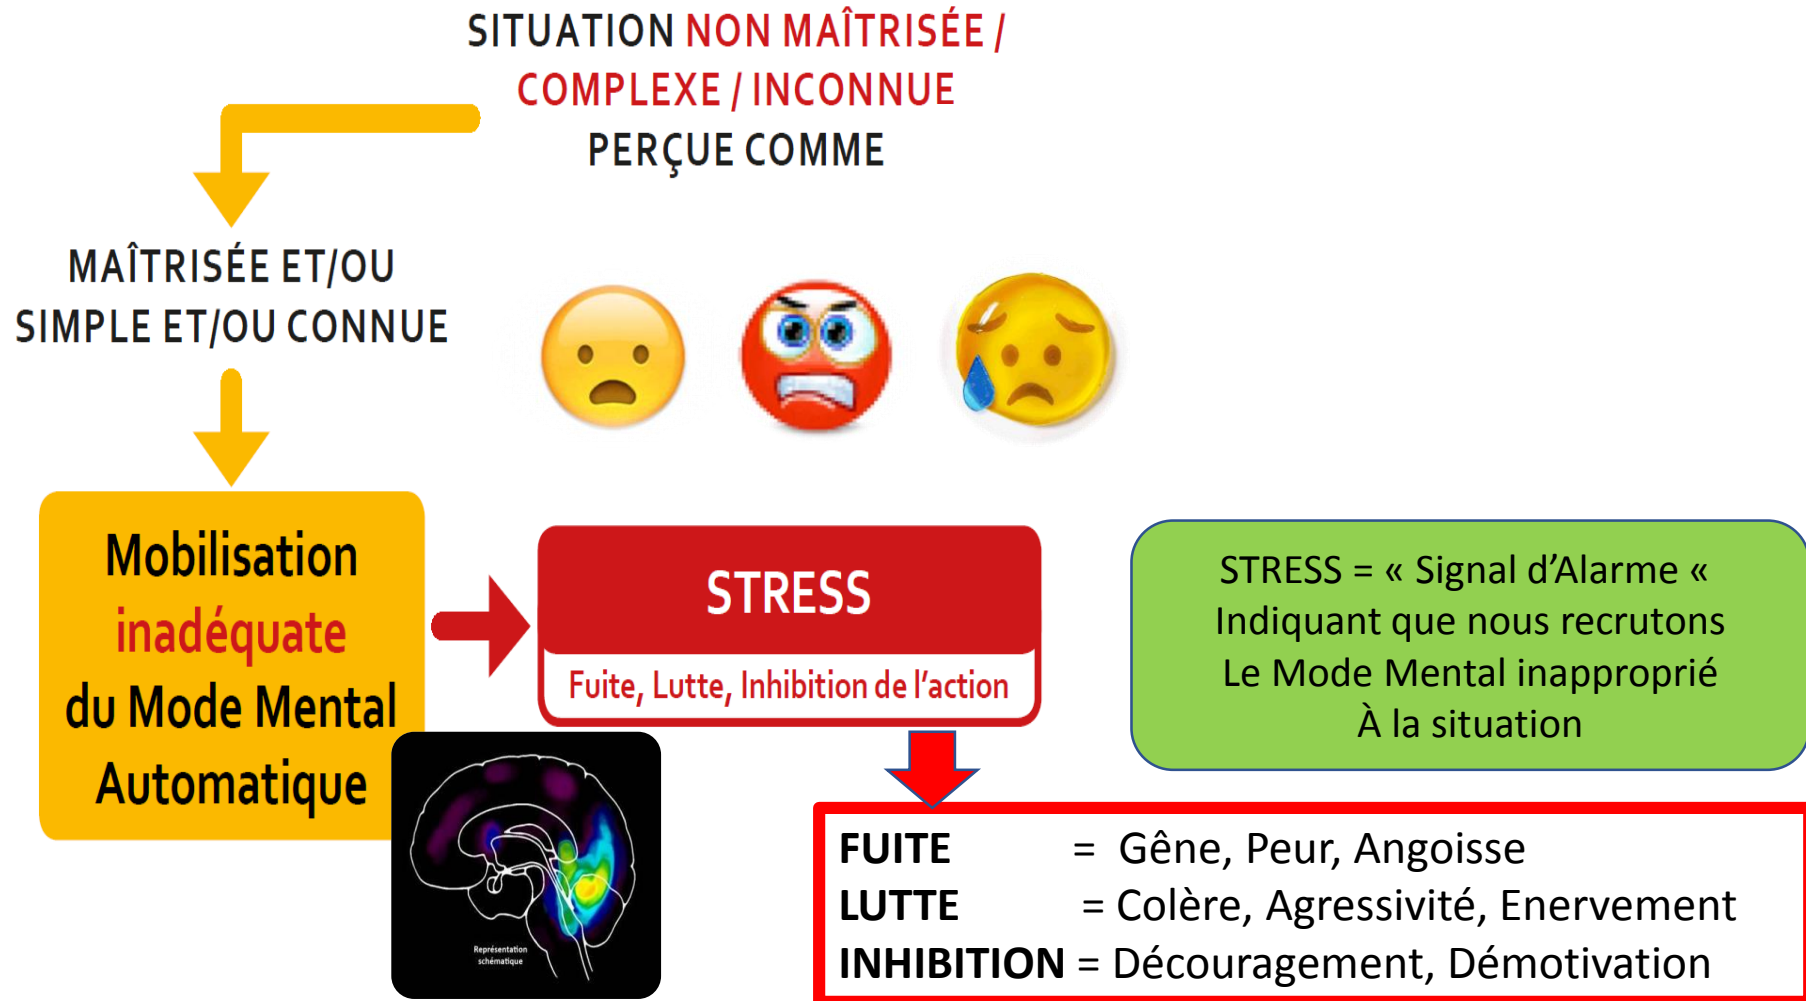 SITUATION NON MAÎTRISÉE /
COMPLEXE / INCONNUE
PERÇUE COMME
MAÎTRISÉE ET/OU
SIMPLE ET/OU CONNUE
Mobilisation
inadéquate
du Mode Mental
Automatique
STRESS
Fuite, Lutte, Inhibition de l'action
STRESS = « Signal d'Alarme «
Indiquant que nous recrutons
Le Mode Mental inapproprié
À la situation
Représentation
schématique
FUITE = Gêne, Peur, Angoisse
LUTTE = Colère, Agressivité, Enervement
INHIBITION = Découragement, Démotivation